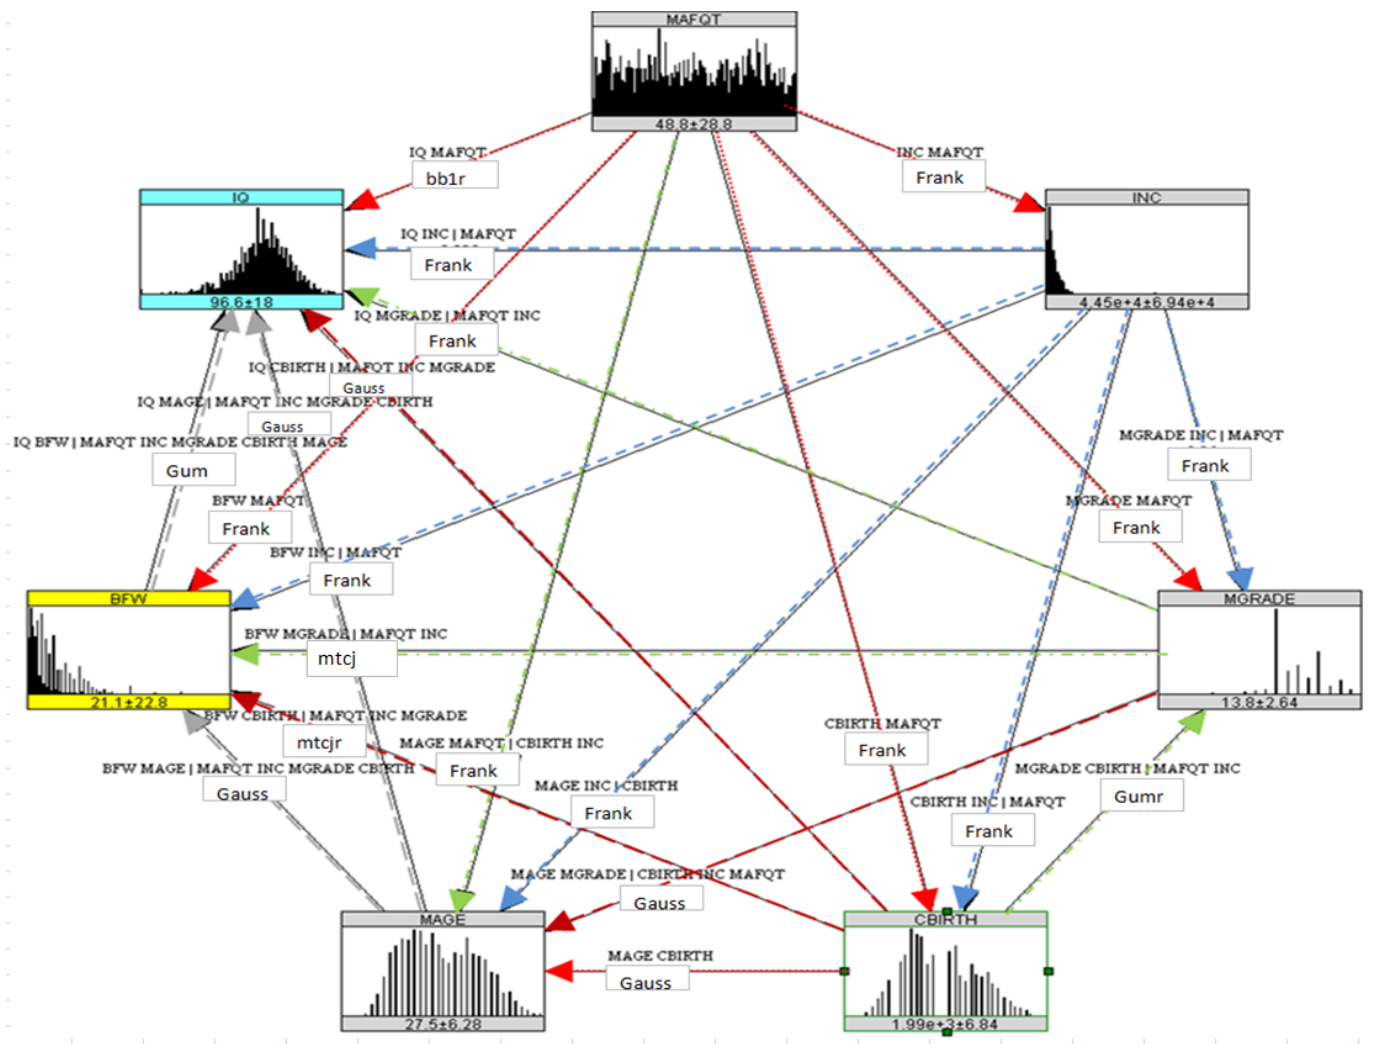 MAFQT
48.8±28.8
IQ MAFQT
bb1r
INC MAFQT
Frank
IQ
96.6±18
INC
4.45e+4±6.94e+4
IQ INC | MAFQT
Frank
IQ MGRADE | MAFQT INC
Frank
IQ CBIRTH | MAFQT INC MGRADE
Gauss
IQ MAGE | MAFQT INC MGRADE CBIRTH
Gauss
IQ BFW | MAFQT INC MGRADE CBIRTH MAGE
Gum
MGRADE INC | MAFQT
Frank
BFW MAFQT
Frank
MGRADE MAFQT
Frank
BFW INC | MAFQT
Frank
BFW
21.1±22.8
MGRADE
13.8±2.64
BFW MGRADE | MAFQT INC
mtcj
BFW CBIRTH | MAFQT INC MGRADE
mtcjr
CBIRTH MAFQT
Frank
MAGE MAFQT | CBIRTH INC
Frank
BFW MAGE | MAFQT INC MGRADE CBIRTH
Gauss
MGRADE CBIRTH | MAFQT INC
Gumr
MAGE INC | CBIRTH
Frank
CBIRTH INC | MAFQT
Frank
MAGE MGRADE | CBIRTH INC MAFQT
Gauss
MAGE
27.5±6.28
CBIRTH
1.99e+3±6.84
MAGE CBIRTH
Gauss